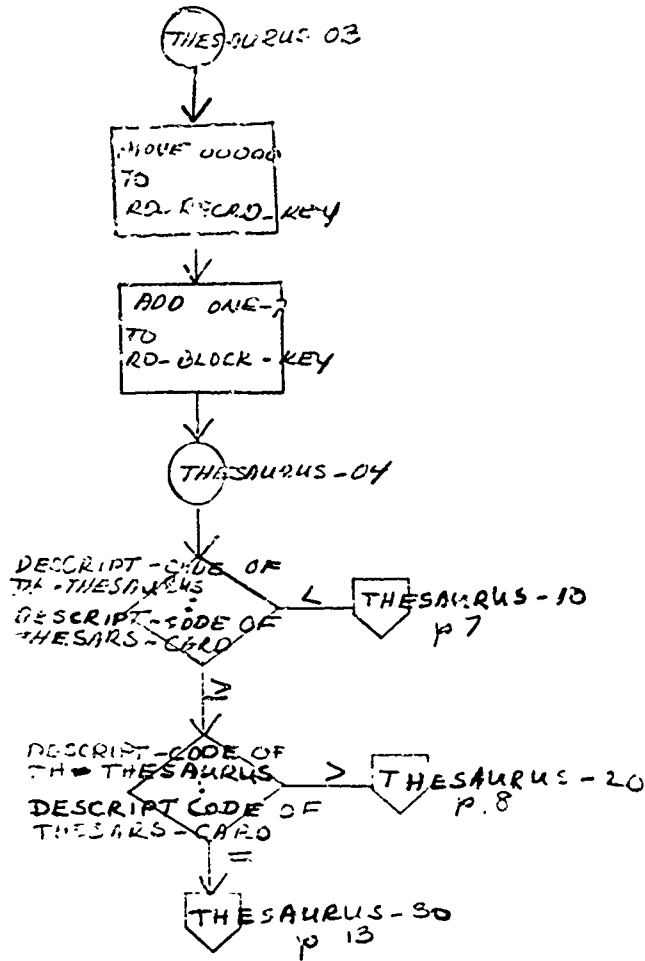 THESAURUS-03
MOVE 00000
TO
RD-RECRD-KEY
ADD ONE-
TO
RD-BLOCK-KEY
THESAURUS-04
DESCRIPT-CODE OF
TH-THESAURUS
:
DESCRIPT-CODE OF
THESARS-CARD
<
THESAURUS-10
p 7
≥
DESCRIPT-CODE OF
TH-THESAURUS
:
DESCRIPT CODE OF
THESARS-CARD
>
THESAURUS-20
p. 8
=
THESAURUS-30
p 13